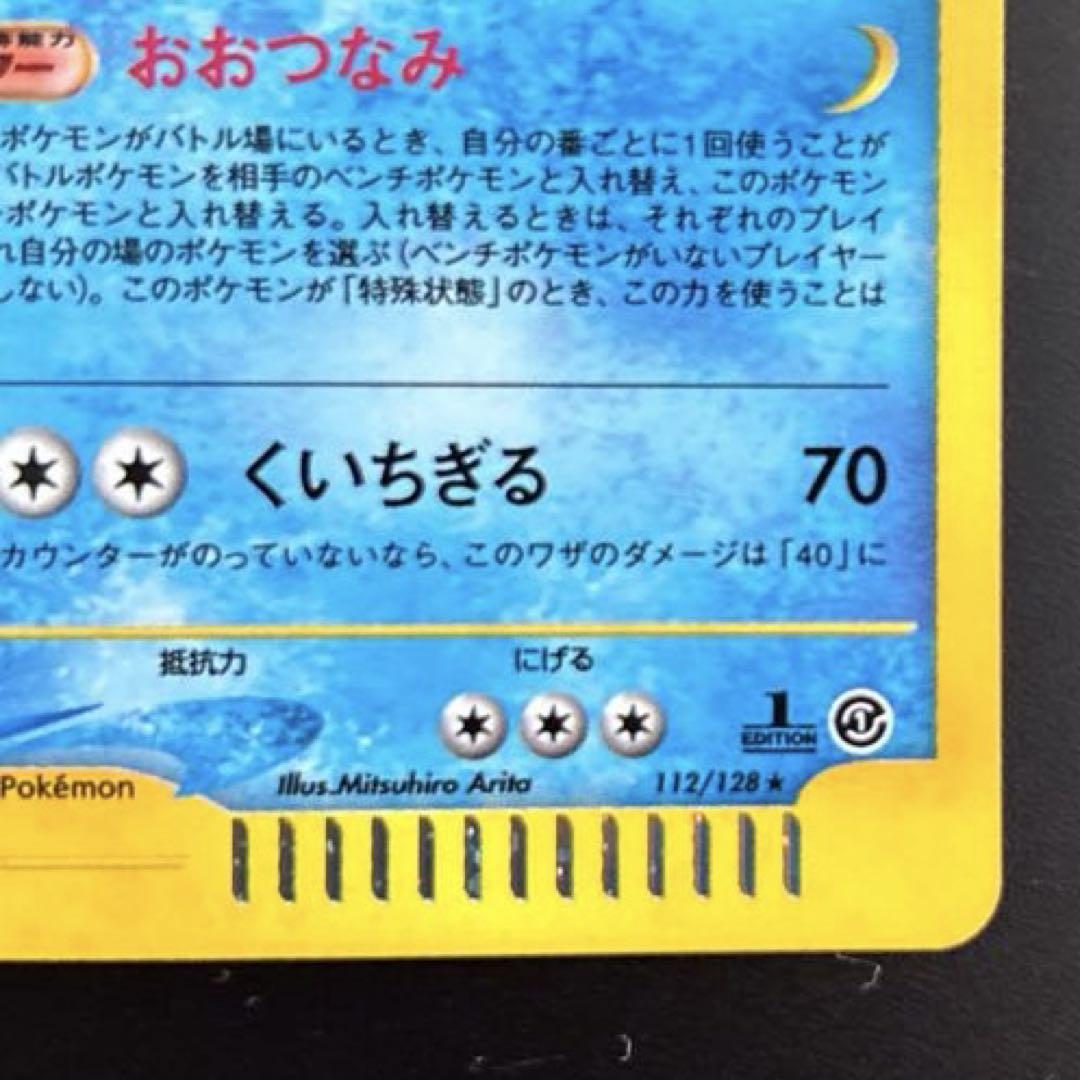 特殊能力
ワー おおつなみ
ポケモンがバトル場にいるとき、自分の番ごとに1回使うことが
バトルポケモンを相手のベンチポケモンと入れ替え、このポケモン
ポケモンと入れ替える。入れ替えるときは、それぞれのプレイ
れ自分の場のポケモンを選ぶ(ベンチポケモンがいないプレイヤー
しない)。このポケモンが「特殊状態」のとき、この力を使うことは
くいちぎる 70
カウンターがのっていないなら、このワザのダメージは「40」に
抵抗力 にげる
1
EDITION
Pokémon Illus.Mitsuhiro Arita 112/128★